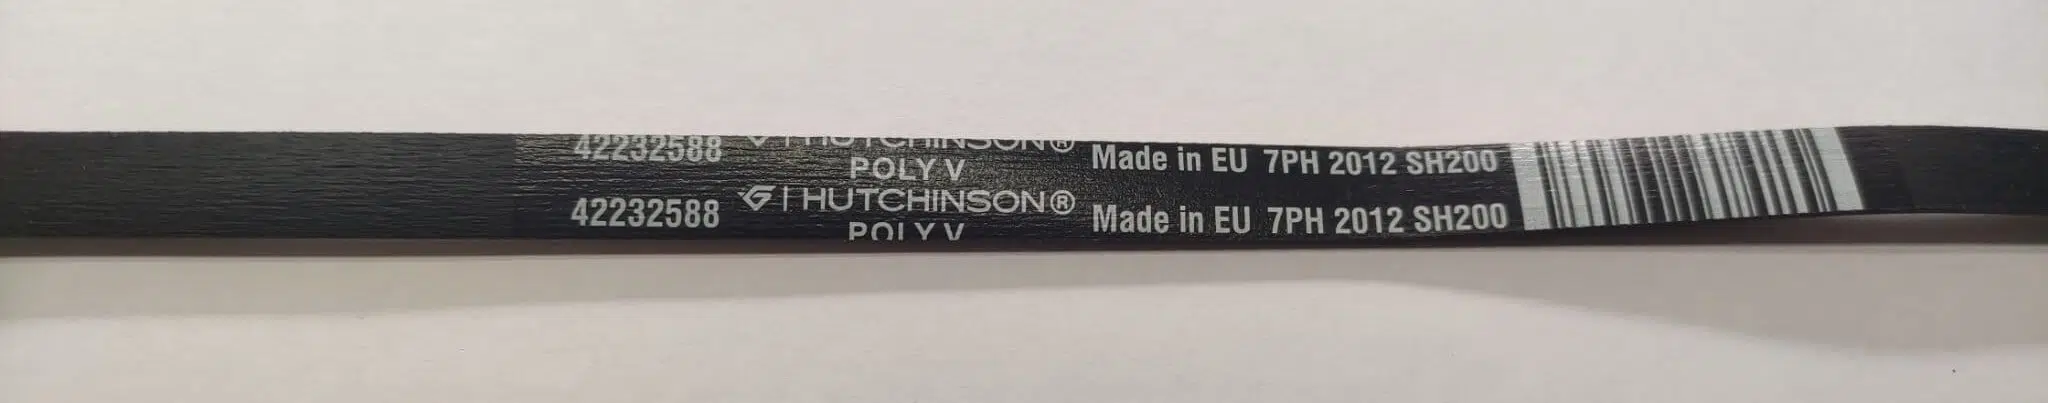 42232588 HUTCHINSON® Made in EU 7PH 2012 SH200
POLY V
42232588 HUTCHINSON® Made in EU 7PH 2012 SH200
POLY V